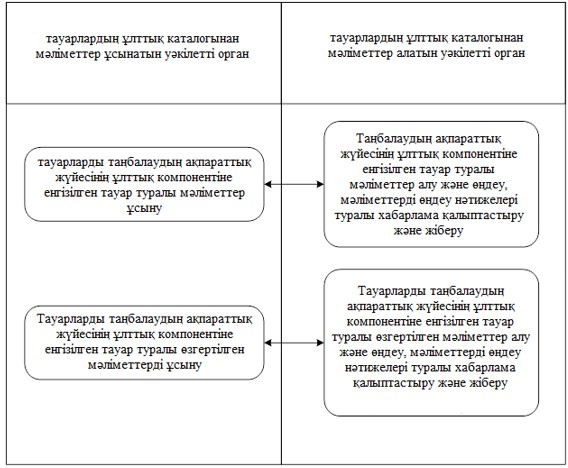 тауарлардың ұлттық каталогынан
мәліметтер ұсынатын уәкілетті орган
тауарлардың ұлттық каталогынан
мәліметтер алатын уәкілетті орган
тауарларды таңбалаудың ақпараттық
жүйесінің ұлттық компонентіне
енгізілген тауар туралы мәліметтер
ұсыну
Таңбалаудың ақпараттық
жүйесінің ұлттық компонентіне
енгізілген тауар туралы
мәліметтер алу және өңдеу,
мәліметтерді өңдеу нәтижелері
туралы хабарлама қалыптастыру
және жіберу
Тауарларды таңбалаудың ақпараттық
жүйесінің ұлттық компонентіне
енгізілген тауар туралы өзгертілген
мәліметтерді ұсыну
Тауарларды таңбалаудың
ақпараттық жүйесінің ұлттық
компонентіне енгізілген тауар
туралы өзгертілген мәліметтер алу
және өңдеу, мәліметтерді өңдеу
нәтижелері туралы хабарлама
қалыптастыру және жіберу